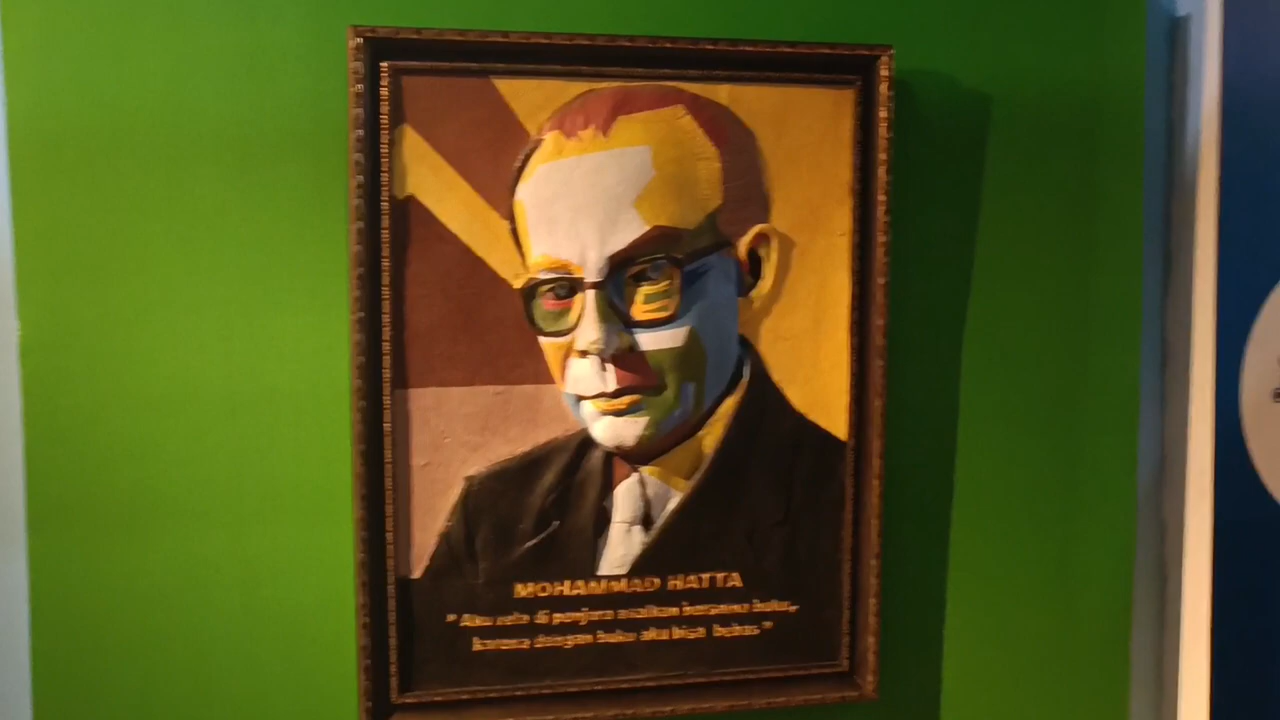 MOHAMMAD HATTA
" Aku rela di penjara asalkan bersama buku,
karena dengan buku aku bisa bebas "